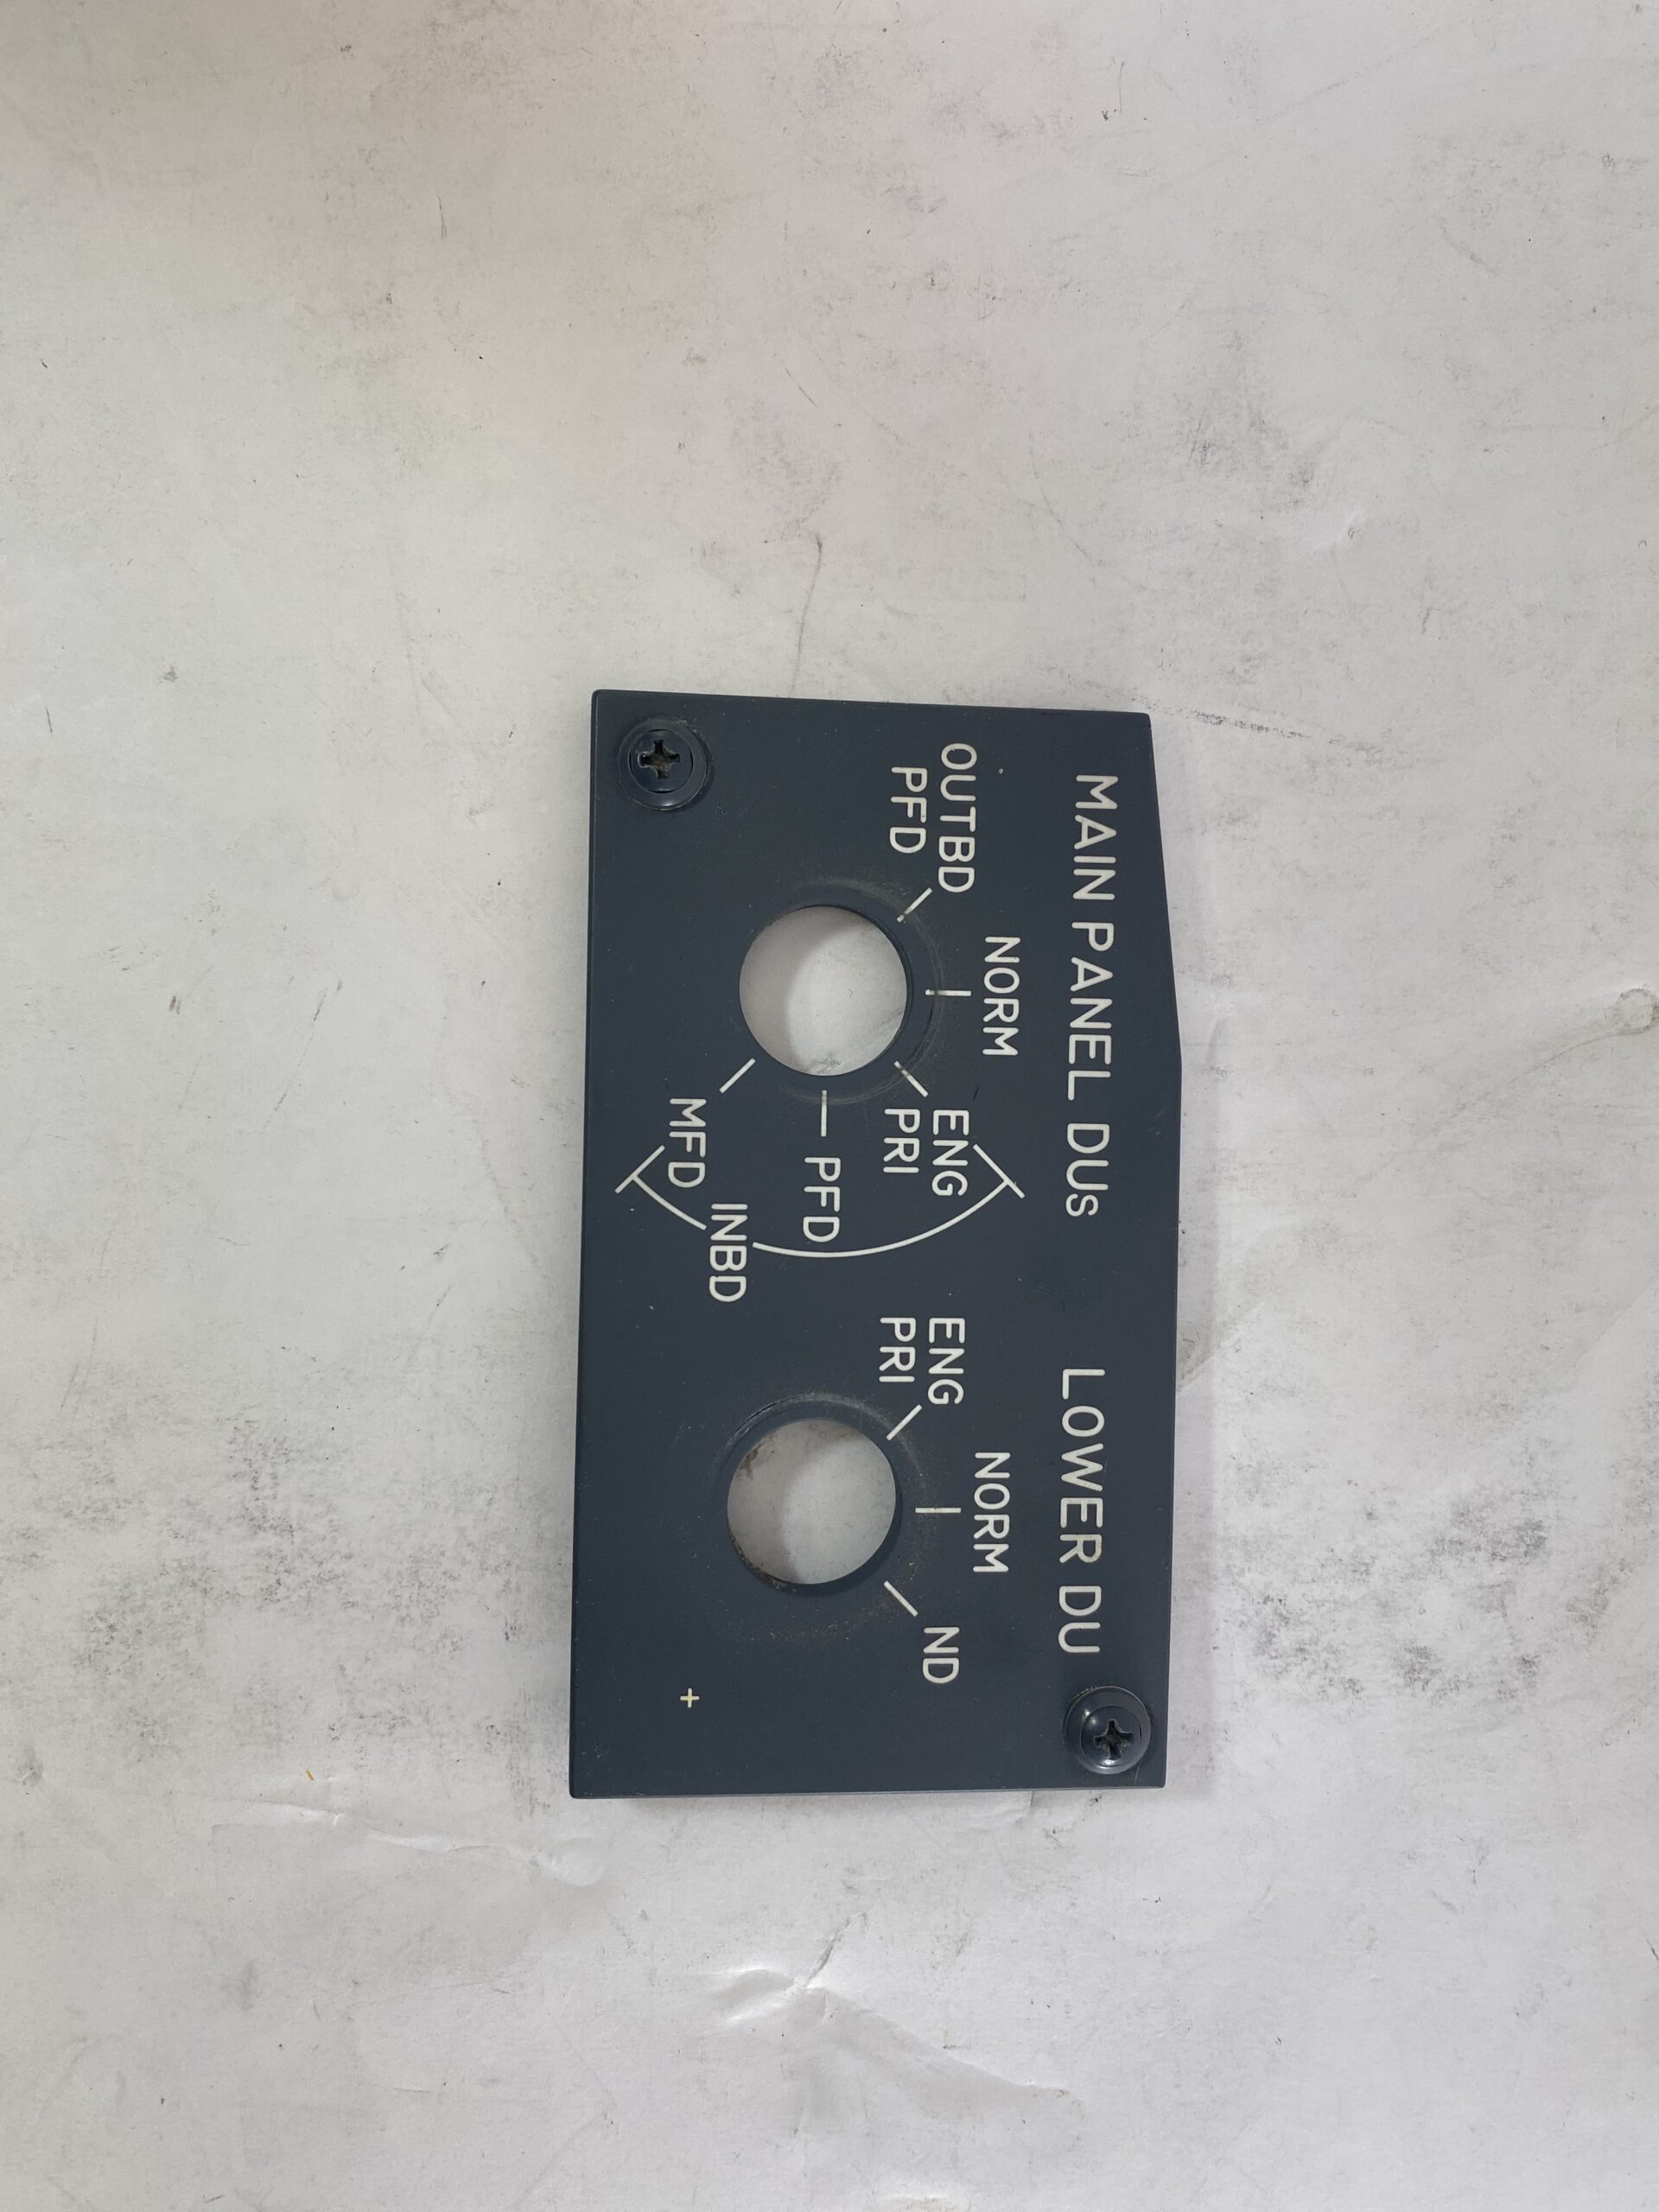 MAIN PANEL DUs
LOWER DU
NORM
OUTBD
PFD
ENG
PRI
PFD
MFD
INBD
NORM
ENG
PRI
ND
+